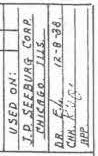 USED ON:
J.D. SEEBURG CORP.
CHICAGO ILLS.
DR. F.L. 12-8-38.
CHK.
APP.